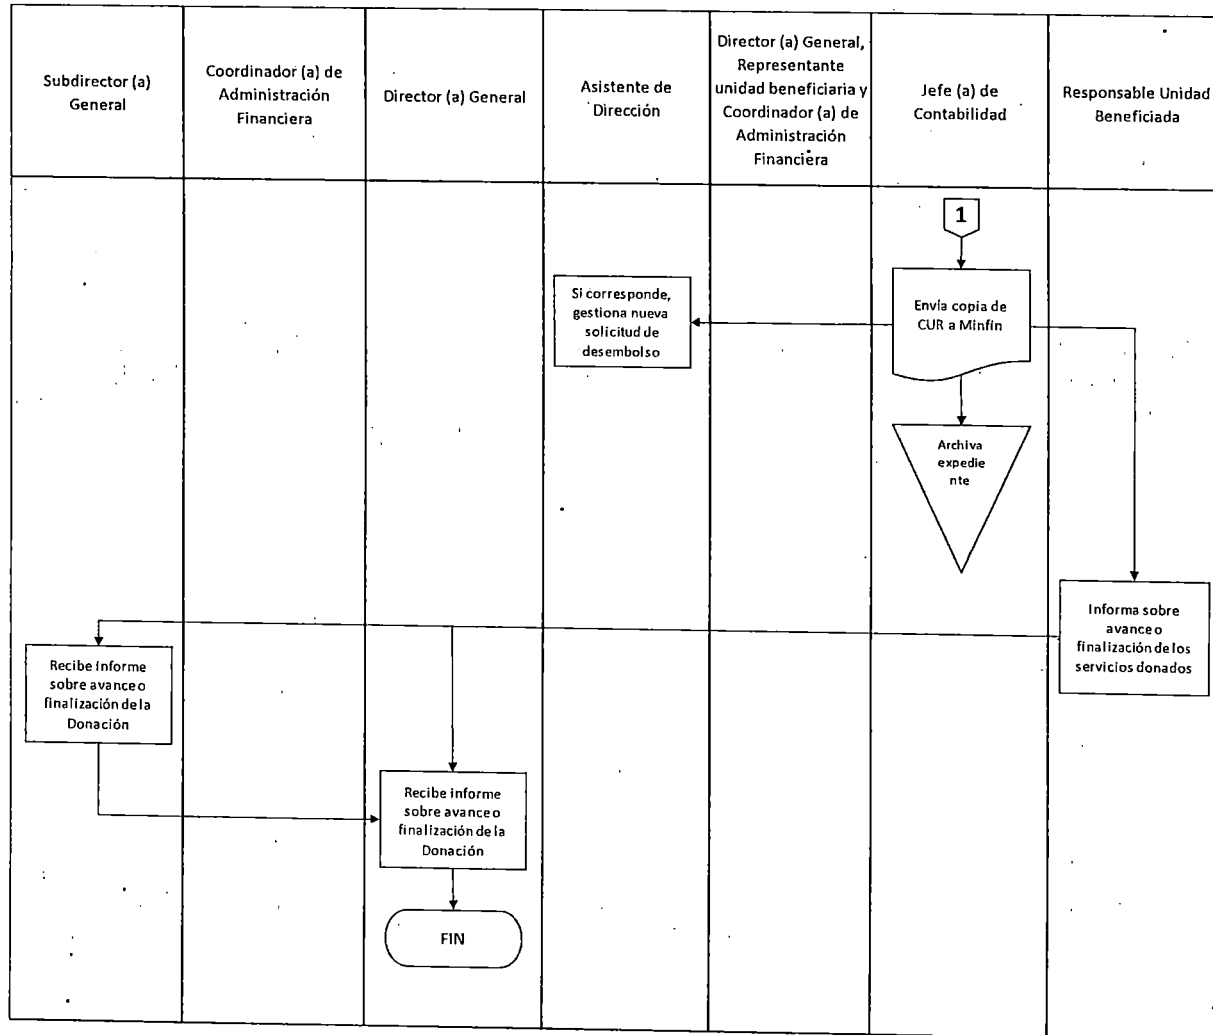 Subdirector (a)
General
Coordinador (a) de
Administración
Financiera
Director (a) General
Asistente de
Dirección
Director (a) General,
Representante
unidad beneficiaria y
Coordinador (a) de
Administración
Financiera
Jefe (a) de
Contabilidad
Responsable Unidad
Beneficiada
1
Si corresponde,
gestiona nueva
solicitud de
desembolso
Envía copia de
CUR a Minfin
Archiva
expedie
nte
Informa sobre
avance o
finalización de los
servicios donados
Recibe informe
sobre avance o
finalización de la
Donación
Recibe informe
sobre avance o
finalización de la
Donación
FIN